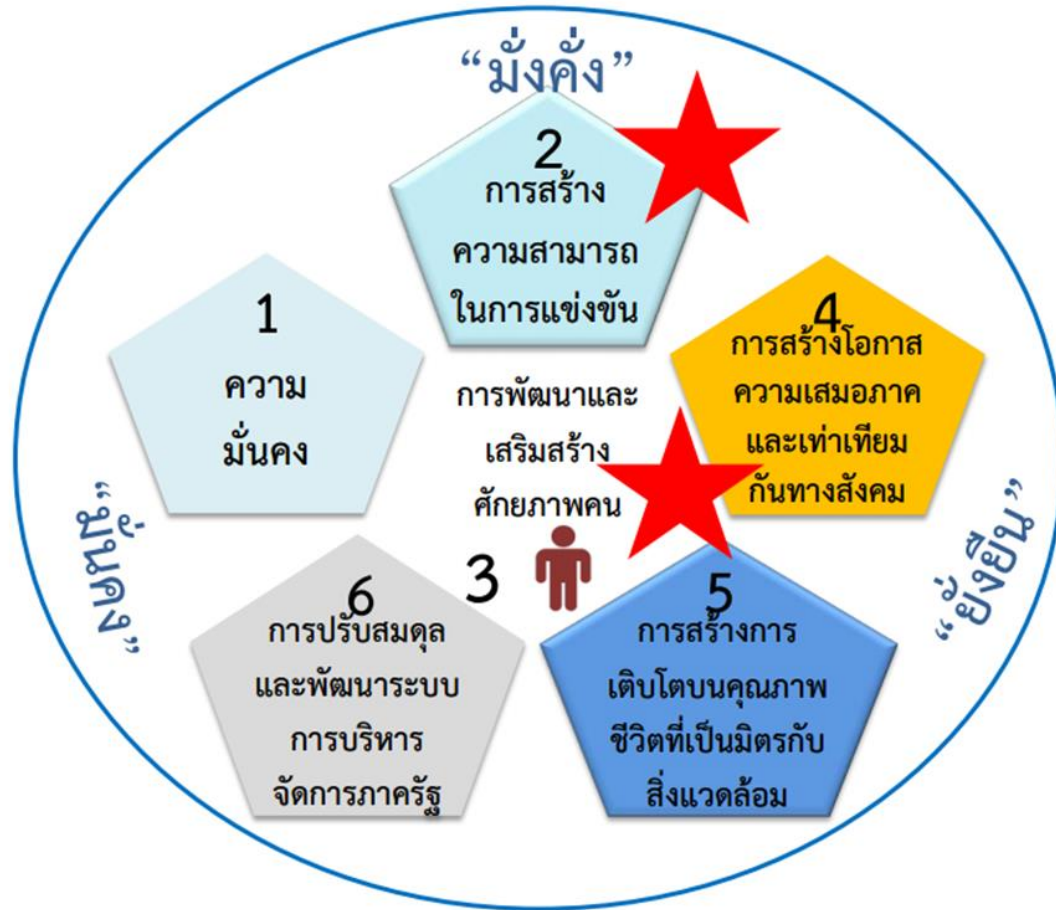 “มั่งคั่ง”
2
การสร้าง
ความสามารถ
ในการแข่งขัน
1
ความ
มั่นคง
4
การสร้างโอกาส
ความเสมอภาค
และเท่าเทียม
กันทางสังคม
การพัฒนาและ
เสริมสร้าง
ศักยภาพคน
3
“มั่นคง”
“ยั่งยืน”
6
การปรับสมดุล
และพัฒนาระบบ
การบริหาร
จัดการภาครัฐ
5
การสร้างการ
เติบโตบนคุณภาพ
ชีวิตที่เป็นมิตรกับ
สิ่งแวดล้อม